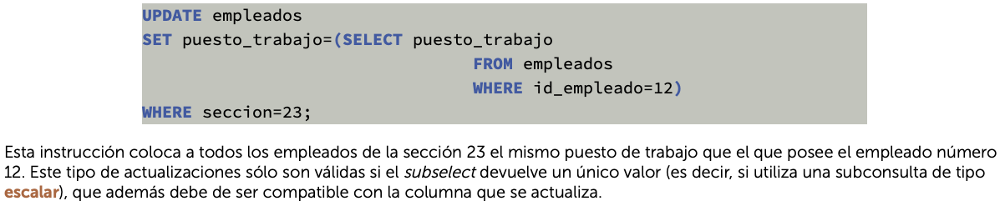 UPDATE empleados
SET puesto_trabajo=(SELECT puesto_trabajo
FROM empleados
WHERE id_empleado=12)
WHERE seccion=23;
Esta instrucción coloca a todos los empleados de la sección 23 el mismo puesto de trabajo que el que posee el empleado número
12. Este tipo de actualizaciones sólo son válidas si el subselect devuelve un único valor (es decir, si utiliza una subconsulta de tipo
escalar), que además debe de ser compatible con la columna que se actualiza.